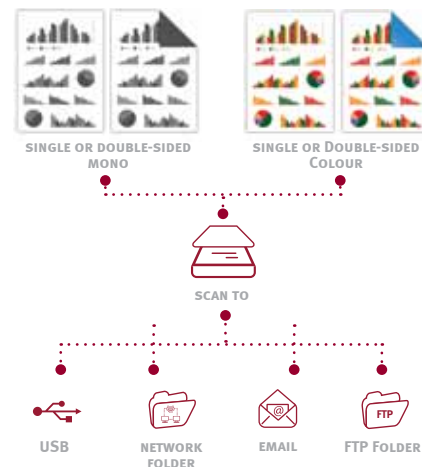 SINGLE OR DOUBLE-SIDED
MONO
SINGLE OR DOUBLE-SIDED
COLOUR
SCAN TO
@
FTP
USB
NETWORK
FOLDER
EMAIL
FTP FOLDER